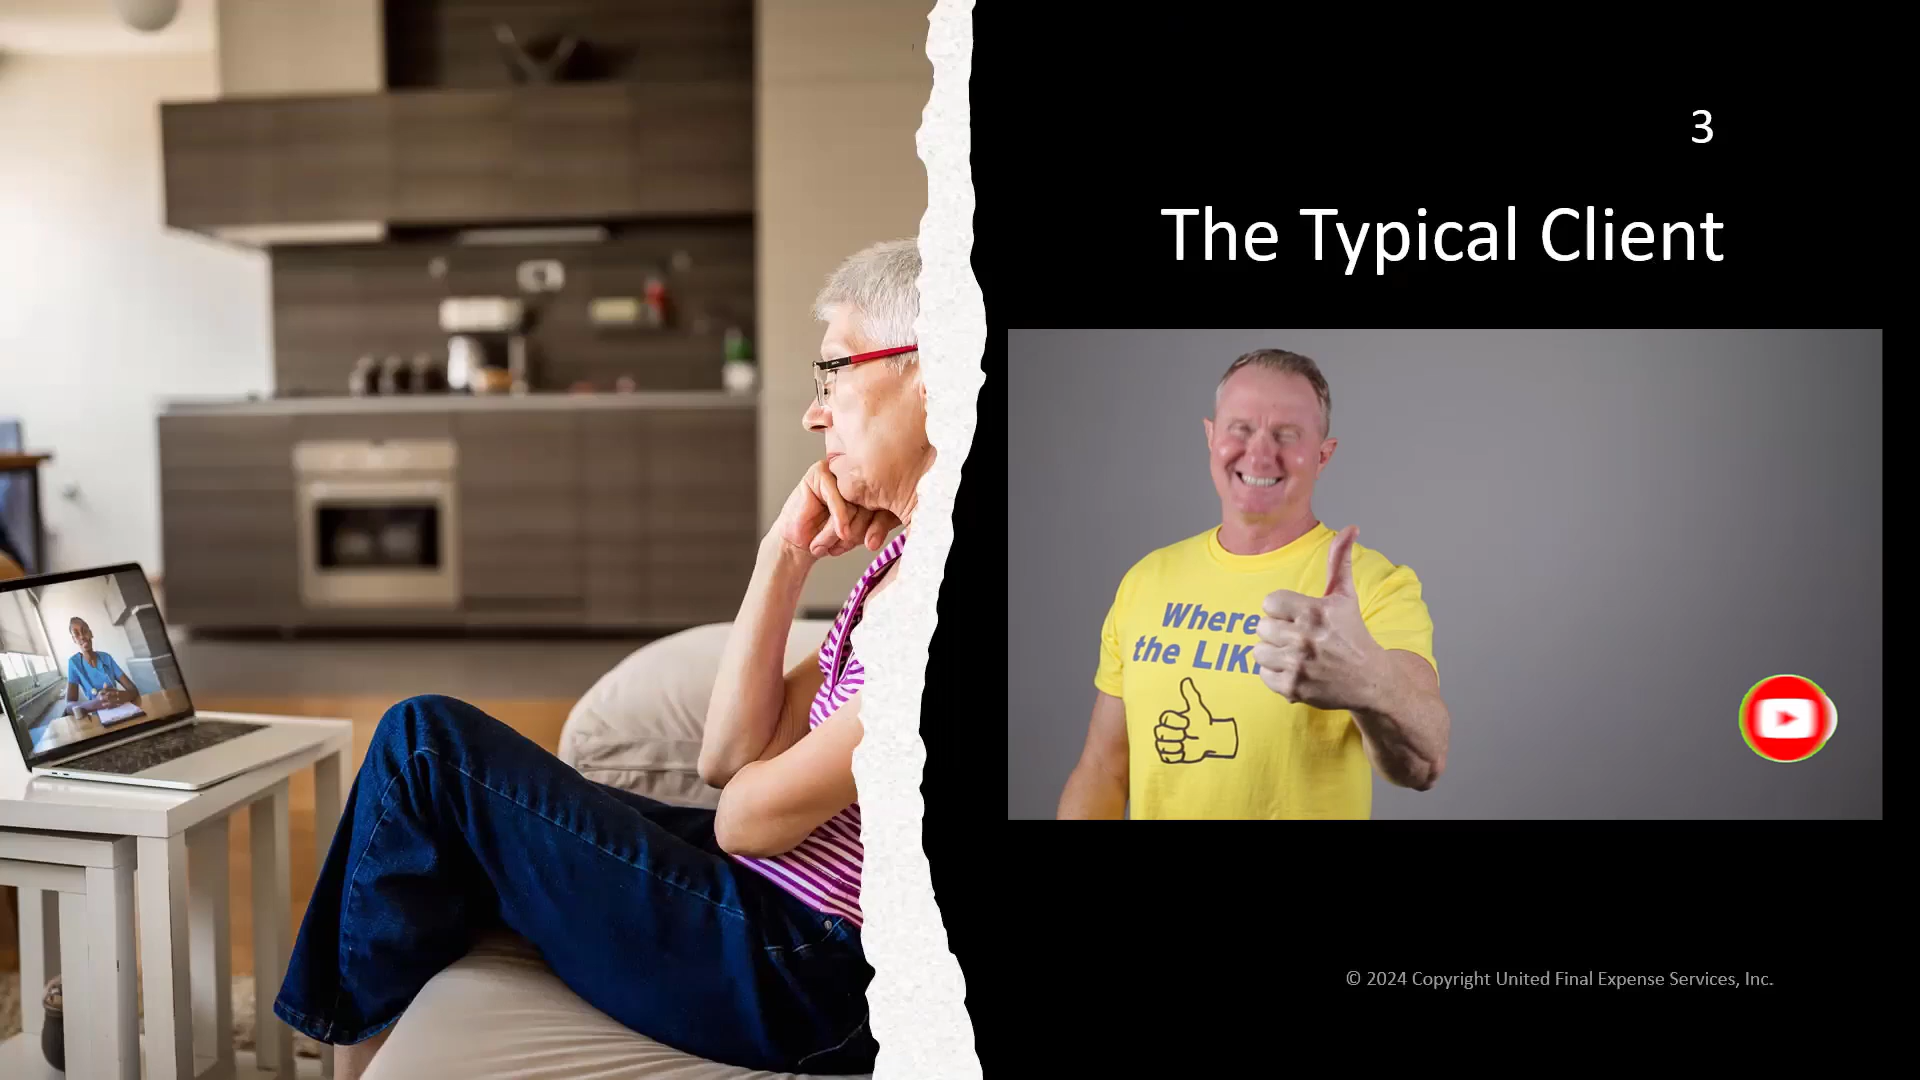 3
The Typical Client
Where
the LIK
© 2024 Copyright United Final Expense Services, Inc.